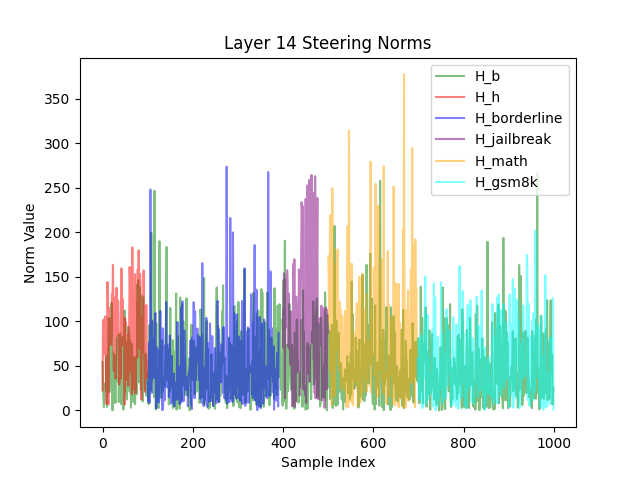 Layer 14 Steering Norms
Norm Value
350
300
250
200
150
100
50
0
H_b
H_h
H_borderline
H_jailbreak
H_math
H_gsm8k
0
200
400
600
800
1000
Sample Index